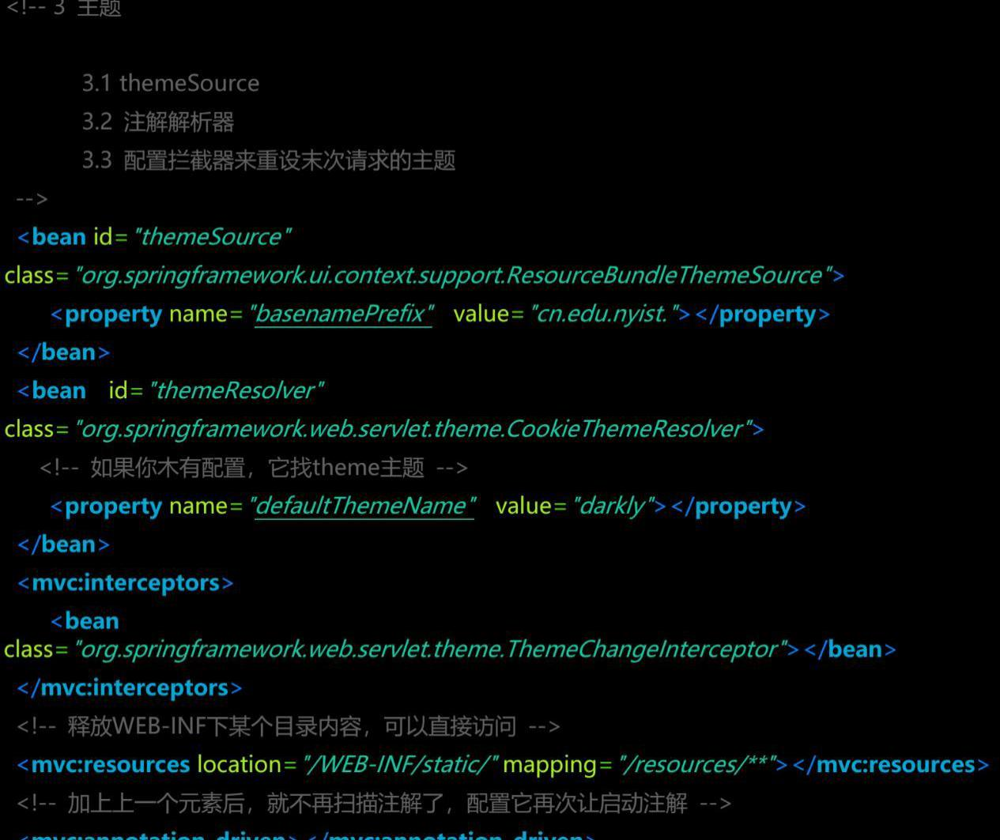 <!-- 3 主题
3.1 themeSource
3.2 注解解析器
3.3 配置拦截器来重设末次请求的主题
-->
<bean id="themeSource"
class="org.springframework.ui.context.support.ResourceBundleThemeSource">
<property name="basenamePrefix" value="cn.edu.nyist."></property>
</bean>
<bean id="themeResolver"
class="org.springframework.web.servlet.theme.CookieThemeResolver">
<!-- 如果你木有配置，它找theme主题 -->
<property name="defaultThemeName" value="darkly"></property>
</bean>
<mvc:interceptors>
<bean
class="org.springframework.web.servlet.theme.ThemeChangeInterceptor"></bean>
</mvc:interceptors>
<!-- 释放WEB-INF下某个目录内容，可以直接访问 -->
<mvc:resources location="/WEB-INF/static/" mapping="/resources/**"></mvc:resources>
<!-- 加上上一个元素后，就不再扫描注解了，配置它再次让启动注解 -->
<mvc:annotation-driven></mvc:annotation-driven>